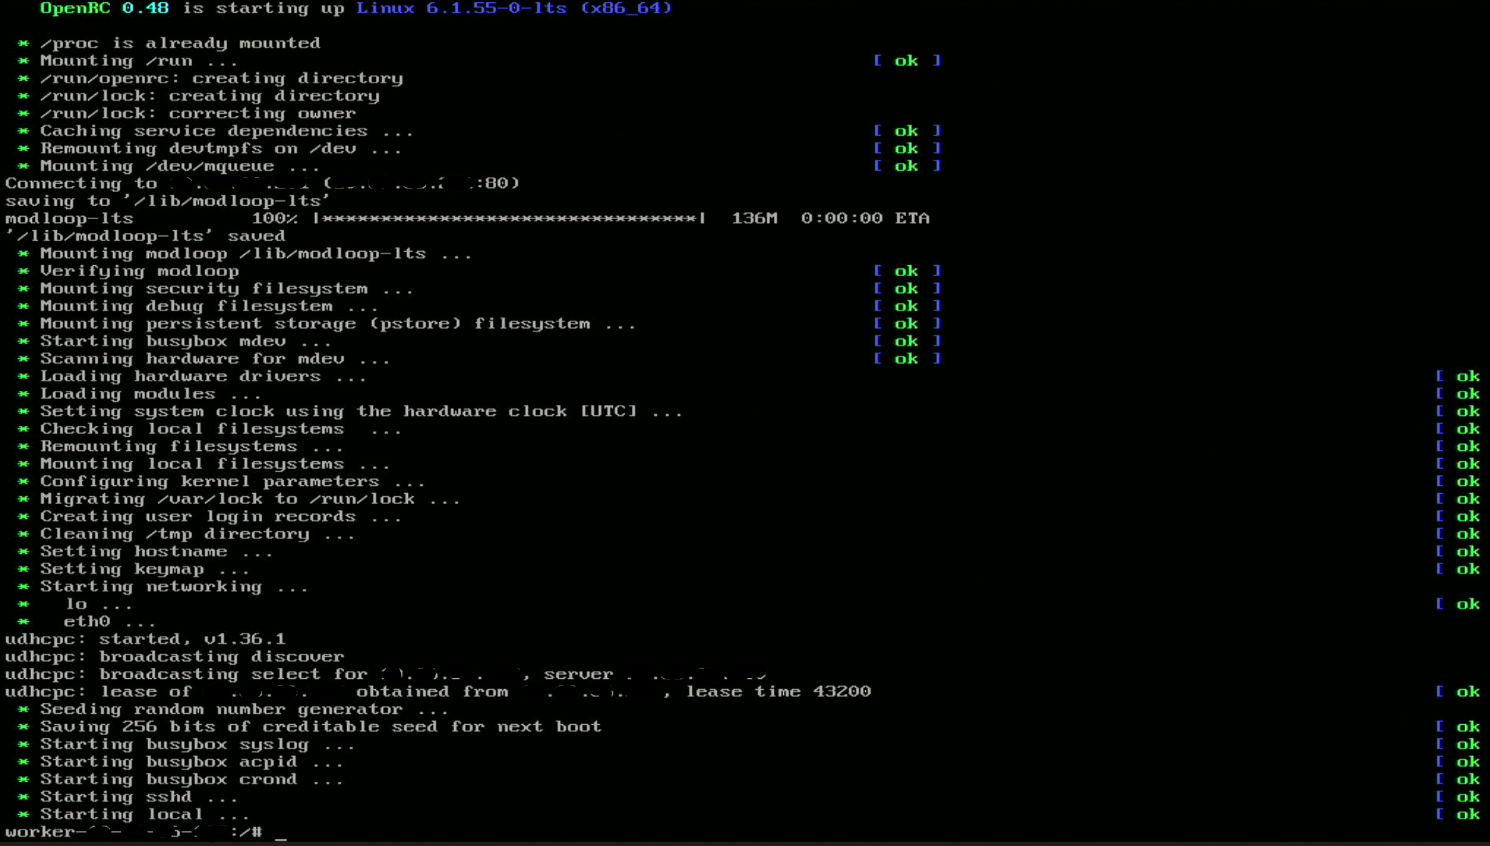 OpenRC 0.48 is starting up Linux 6.1.55-0-lts (x86_64)
* /proc is already mounted
* Mounting /run ... [ ok ]
* /run/openrc: creating directory
* /run/lock: creating directory
* /run/lock: correcting owner
* Caching service dependencies ... [ ok ]
* Remounting devtmpfs on /dev ... [ ok ]
* Mounting /dev/mqueue ... [ ok ]
Connecting to ( :80)
saving to '/lib/modloop-lts'
modloop-lts 100% |********************************| 136M 0:00:00 ETA
'/lib/modloop-lts' saved
* Mounting modloop /lib/modloop-lts ...
* Verifying modloop [ ok ]
* Mounting security filesystem ... [ ok ]
* Mounting debug filesystem ... [ ok ]
* Mounting persistent storage (pstore) filesystem ... [ ok ]
* Starting busybox mdev ... [ ok ]
* Scanning hardware for mdev ... [ ok ]
* Loading hardware drivers ... [ ok
* Loading modules ... [ ok
* Setting system clock using the hardware clock [UTC] ... [ ok
* Checking local filesystems ... [ ok
* Remounting filesystems ... [ ok
* Mounting local filesystems ... [ ok
* Configuring kernel parameters ... [ ok
* Migrating /var/lock to /run/lock ... [ ok
* Creating user login records ... [ ok
* Cleaning /tmp directory ... [ ok
* Setting hostname ... [ ok
* Setting keymap ... [ ok
* Starting networking ...
* lo ... [ ok
* eth0 ...
udhcpc: started, v1.36.1
udhcpc: broadcasting discover
udhcpc: broadcasting select for , server
udhcpc: lease of obtained from , lease time 43200 [ ok
* Seeding random number generator ...
* Saving 256 bits of creditable seed for next boot [ ok
* Starting busybox syslog ... [ ok
* Starting busybox acpid ... [ ok
* Starting busybox crond ... [ ok
* Starting sshd ... [ ok
* Starting local ... [ ok
worker- :/# _